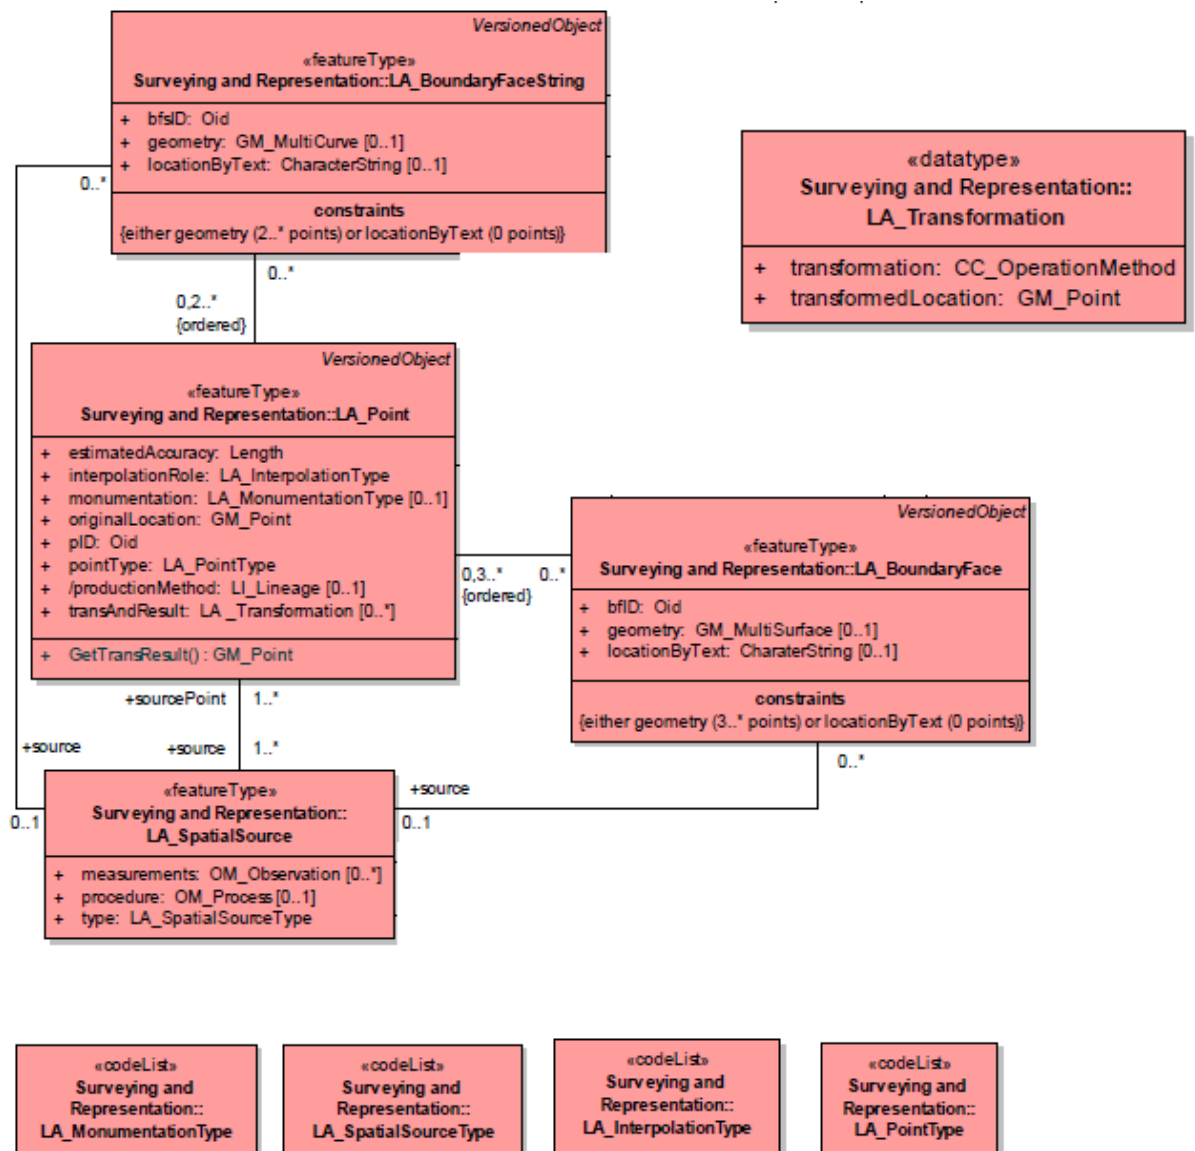 VersionedObject
«featureType»
Surveying and Representation::LA_BoundaryFaceString
+ bfsID: Oid
+ geometry: GM_MultiCurve [0..1]
+ locationByText: CharacterString [0..1]
constraints
{either geometry (2..* points) or locationByText (0 points)}
0..*
0..*
0,2..*
{ordered}
«datatype»
Surveying and Representation::
LA_Transformation
+ transformation: CC_OperationMethod
+ transformedLocation: GM_Point
VersionedObject
«featureType»
Surveying and Representation::LA_Point
+ estimatedAccuracy: Length
+ interpolationRole: LA_InterpolationType
+ monumentation: LA_MonumentationType [0..1]
+ originalLocation: GM_Point
+ pID: Oid
+ pointType: LA_PointType
+ /productionMethod: LI_Lineage [0..1]
+ transAndResult: LA _Transformation [0..*]
+ GetTransResult() : GM_Point
0,3..* 0..*
{ordered}
VersionedObject
«featureType»
Surveying and Representation::LA_BoundaryFace
+ bfID: Oid
+ geometry: GM_MultiSurface [0..1]
+ locationByText: CharaterString [0..1]
constraints
{either geometry (3..* points) or locationByText (0 points)}
+sourcePoint 1..*
+source +source 1..*
0..*
+source
0..1 0..1
«featureType»
Surveying and Representation::
LA_SpatialSource
+ measurements: OM_Observation [0..*]
+ procedure: OM_Process [0..1]
+ type: LA_SpatialSourceType
«codeList»
Surveying and
Representation::
LA_MonumentationType
«codeList»
Surveying and
Representation::
LA_SpatialSourceType
«codeList»
Surveying and
Representation::
LA_InterpolationType
«codeList»
Surveying and
Representation::
LA_PointType